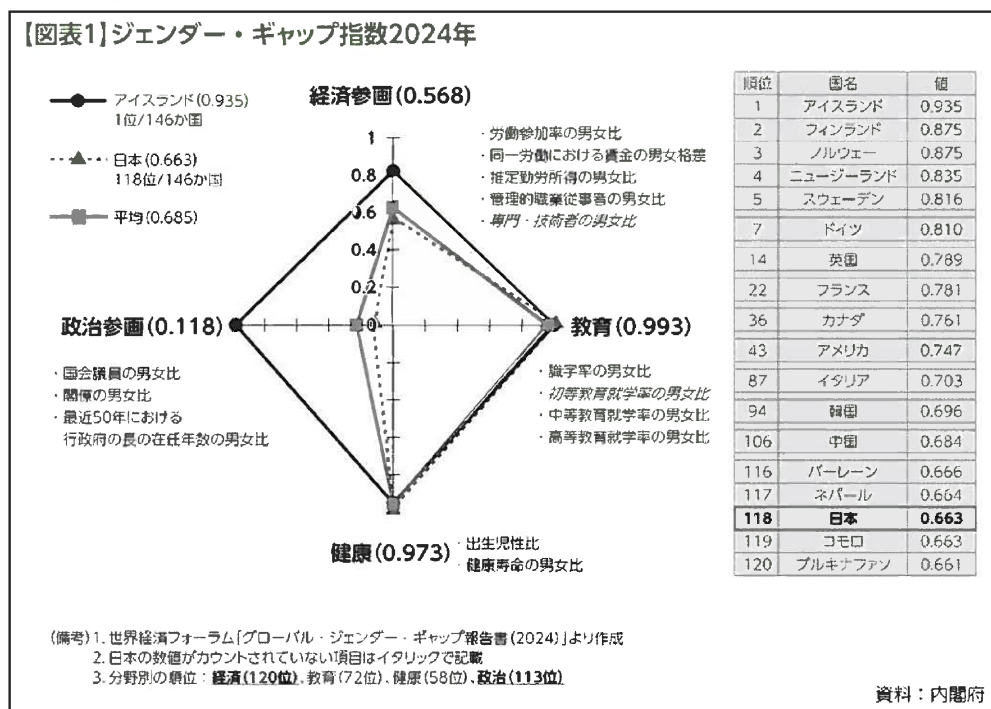 【図表1】ジェンダー・ギャップ指数2024年
アイスランド(0.935)
1位/146か国
日本(0.663)
118位/146か国
平均(0.685)
経済参画(0.568)
・労働参加率の男女比
・同一労働における賃金の男女格差
・推定勤労所得の男女比
・管理的職業従事者の男女比
・専門・技術者の男女比
1
0.8
0.6
0.4
0.2
0
政治参画(0.118)
・国会議員の男女比
・閣僚の男女比
・最近50年における
行政府の長の在任年数の男女比
教育(0.993)
・識字率の男女比
・初等教育就学率の男女比
・中等教育就学率の男女比
・高等教育就学率の男女比
健康(0.973)
・出生児性比
・健康寿命の男女比
順位 国名 値
1 アイスランド 0.935
2 フィンランド 0.875
3 ノルウェー 0.875
4 ニュージーランド 0.835
5 スウェーデン 0.816
7 ドイツ 0.810
14 英国 0.789
22 フランス 0.781
36 カナダ 0.761
43 アメリカ 0.747
87 イタリア 0.703
94 韓国 0.696
106 中国 0.684
116 バーレーン 0.666
117 ネパール 0.664
118 日本 0.663
119 コモロ 0.663
120 ブルキナファソ 0.661
(備考)1. 世界経済フォーラム「グローバル・ジェンダー・ギャップ報告書(2024)」より作成
2. 日本の数値がカウントされていない項目はイタリックで記載
3. 分野別の順位：経済(120位)、教育(72位)、健康(58位)、政治(113位)
資料：内閣府